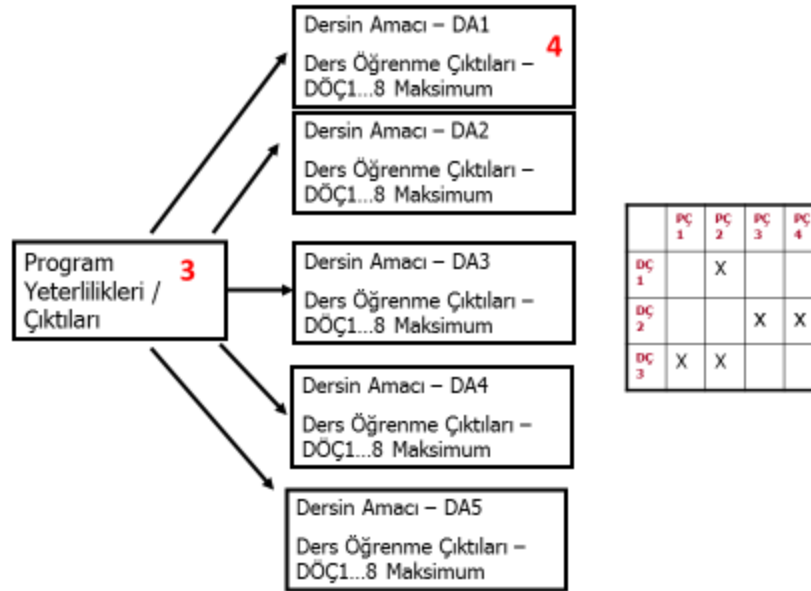 Dersin Amacı – DA1
4
Ders Öğrenme Çıktıları –
DÖÇ1...8 Maksimum
Dersin Amacı – DA2
Ders Öğrenme Çıktıları –
DÖÇ1...8 Maksimum
Program
Yeterlilikleri /
Çıktıları
3
Dersin Amacı – DA3
Ders Öğrenme Çıktıları –
DÖÇ1...8 Maksimum
Dersin Amacı – DA4
Ders Öğrenme Çıktıları –
DÖÇ1...8 Maksimum
Dersin Amacı – DA5
Ders Öğrenme Çıktıları –
DÖÇ1...8 Maksimum
PÇ 1 PÇ 2 PÇ 3 PÇ 4
DÇ 1 X
DÇ 2 X X
DÇ 3 X X